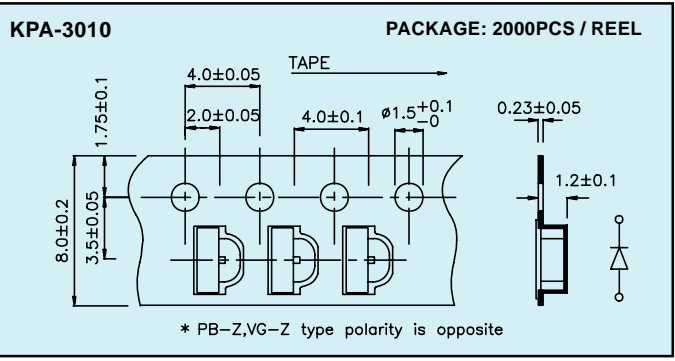 KPA-3010
PACKAGE: 2000PCS / REEL
TAPE
4.0±0.05
2.0±0.05
4.0±0.1
ø1.5+0.1 -0
0.23±0.05
1.75±0.1
1.2±0.1
8.0±0.2
3.5±0.05
* PB-Z,VG-Z type polarity is opposite